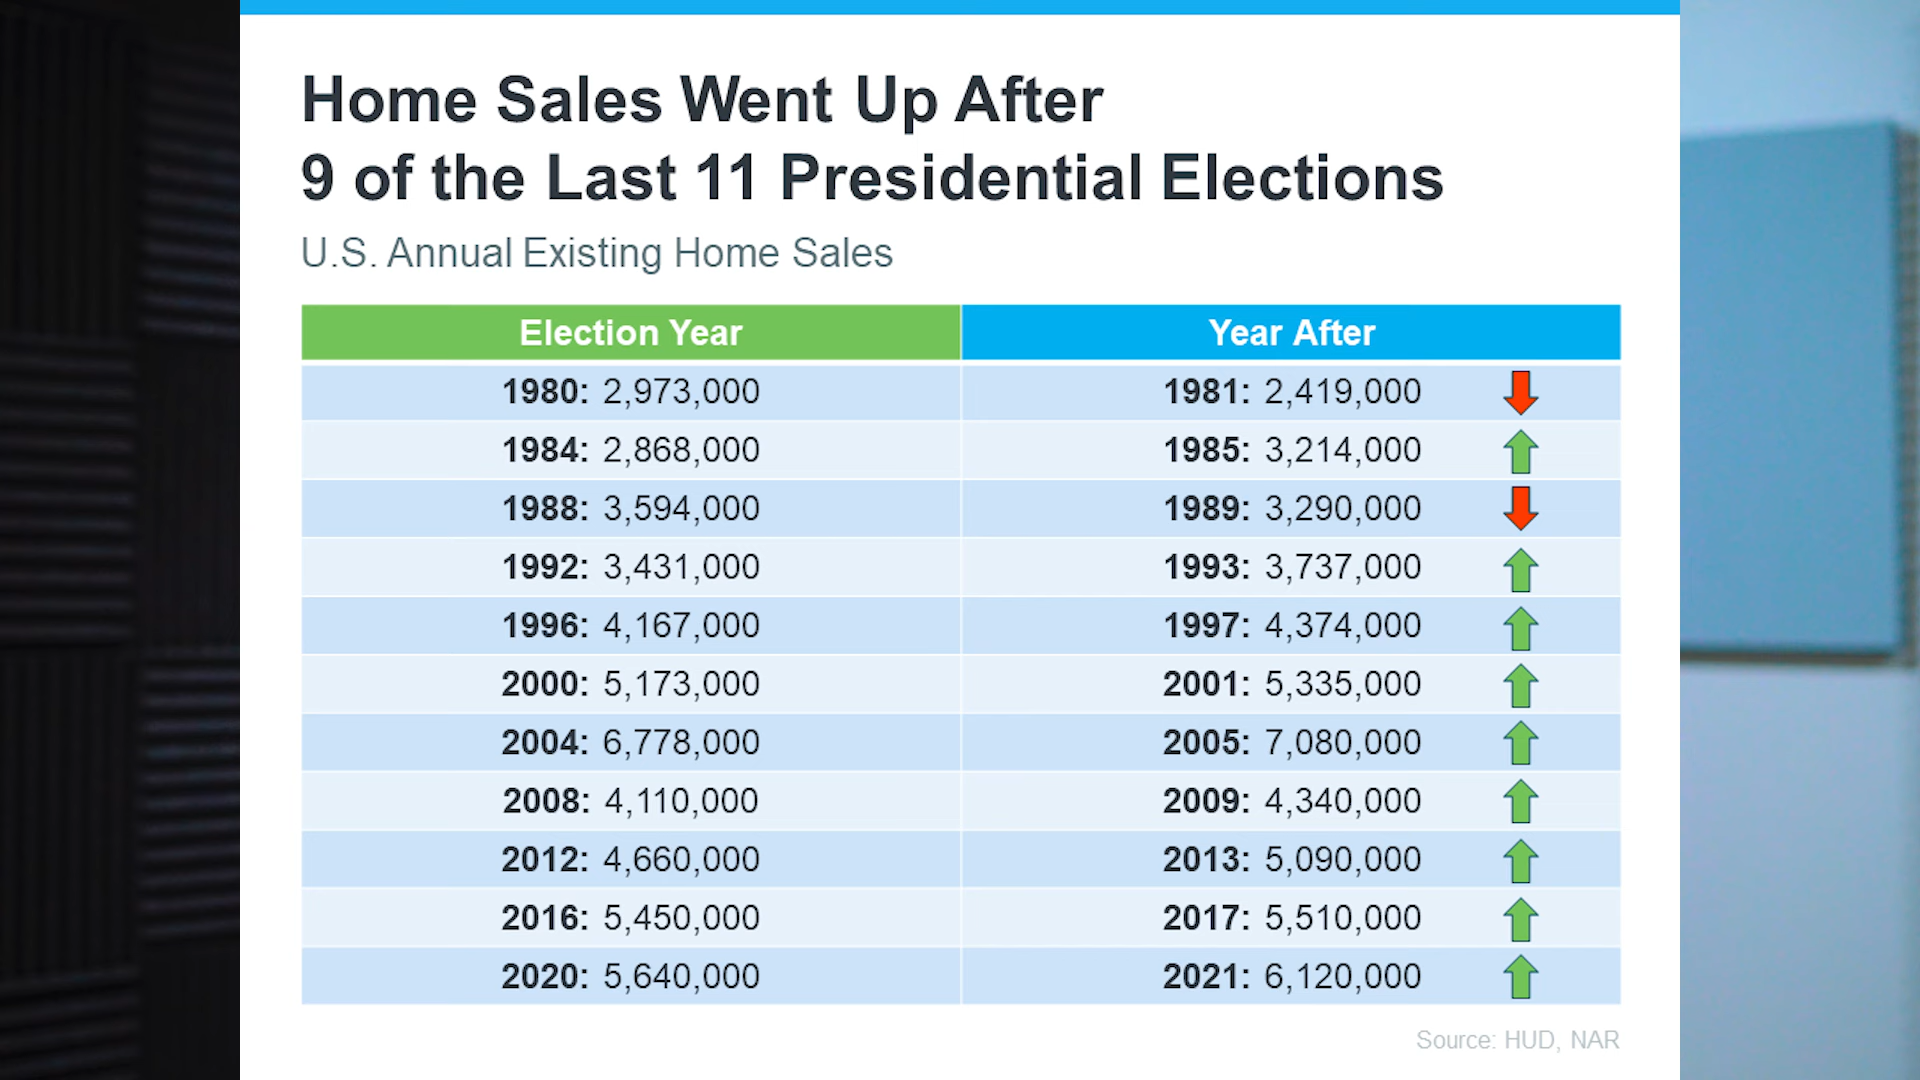 Home Sales Went Up After
9 of the Last 11 Presidential Elections
U.S. Annual Existing Home Sales
Election Year Year After
1980: 2,973,000 1981: 2,419,000
1984: 2,868,000 1985: 3,214,000
1988: 3,594,000 1989: 3,290,000
1992: 3,431,000 1993: 3,737,000
1996: 4,167,000 1997: 4,374,000
2000: 5,173,000 2001: 5,335,000
2004: 6,778,000 2005: 7,080,000
2008: 4,110,000 2009: 4,340,000
2012: 4,660,000 2013: 5,090,000
2016: 5,450,000 2017: 5,510,000
2020: 5,640,000 2021: 6,120,000
Source: HUD, NAR